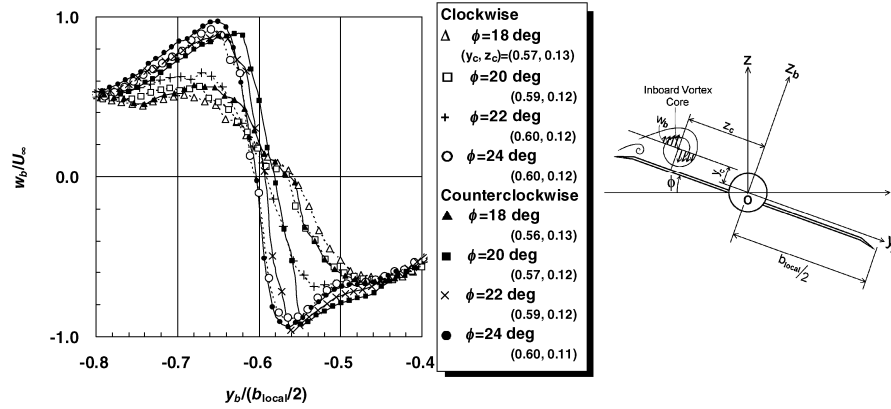 1.0
0.0
-1.0
w_b/U_∞
-0.8
-0.7
-0.6
-0.5
-0.4
y_b/(b_local/2)
Clockwise
△ ϕ=18 deg
(y_c, z_c)=(0.57, 0.13)
□ ϕ=20 deg
(0.59, 0.12)
+ ϕ=22 deg
(0.60, 0.12)
○ ϕ=24 deg
(0.60, 0.12)
Counterclockwise
▲ ϕ=18 deg
(0.56, 0.13)
■ ϕ=20 deg
(0.57, 0.12)
× ϕ=22 deg
(0.59, 0.12)
● ϕ=24 deg
(0.60, 0.11)
Z
Z_b
Inboard Vortex
Core
w_b
z_c
y_c
ϕ
O
y
b_local/2